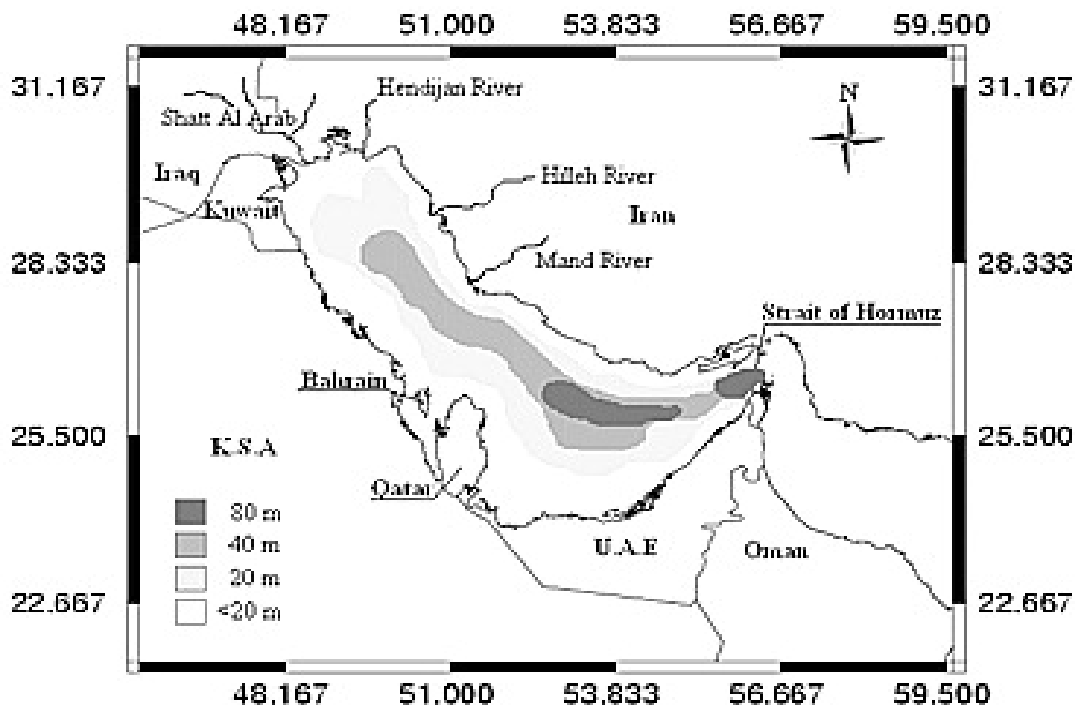 48.167 51.000 53.833 56.667 59.500
31.167 31.167
Hendijan River
N
Shatt Al Arab
Hilleh River
Iraq
Iran
Kuwait
Mand River
28.333 28.333
Strait of Hormuz
Bahrain
25.500 25.500
K.S.A
Qatar
80 m
40 m
U.A.E
Oman
20 m
<20 m
22.667 22.667
48.167 51.000 53.833 56.667 59.500